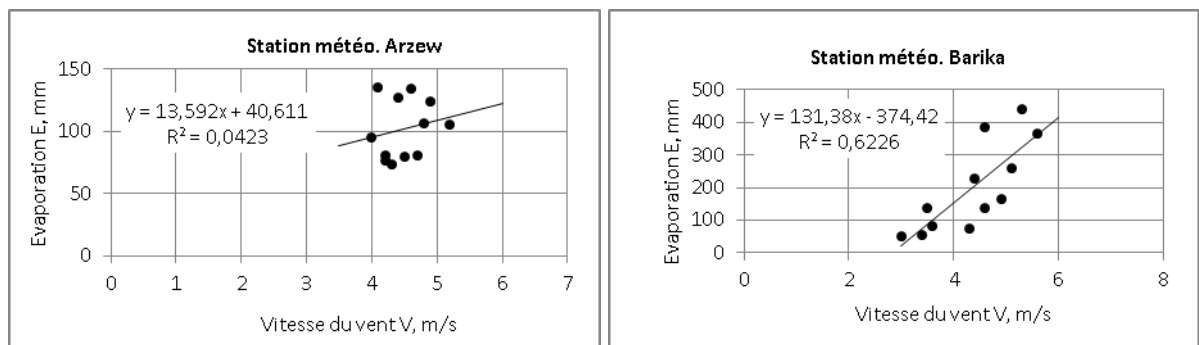 Station météo. Arzew
150
100
50
0
y = 13,592x + 40,611
R² = 0,0423
Evaporation E, mm
0 1 2 3 4 5 6 7
Vitesse du vent V, m/s
Station météo. Barika
500
400
300
200
100
0
y = 131,38x - 374,42
R² = 0,6226
Evaporation E, mm
0 2 4 6 8
Vitesse du vent V, m/s